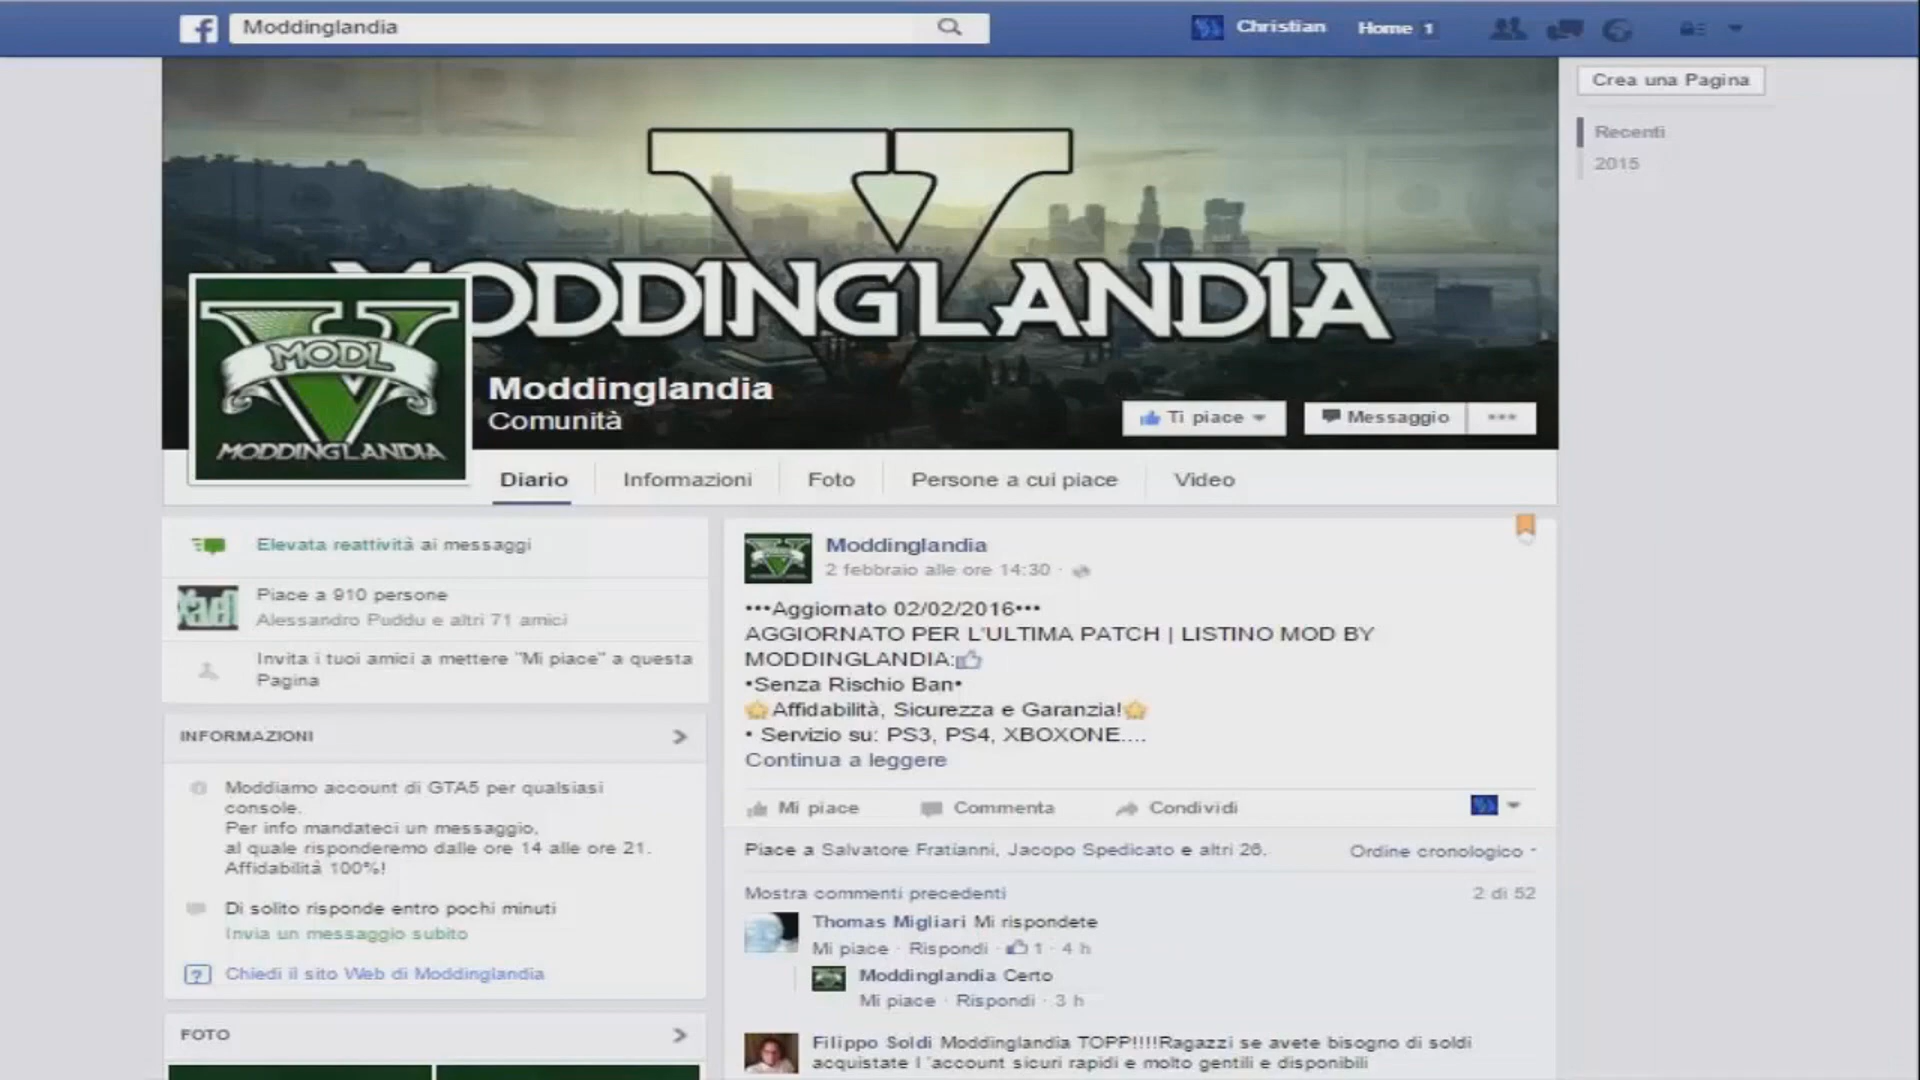 Moddinglandia
Christian
Home 1
Crea una Pagina
Recenti
2015
MODDINGLANDIA
MODL
MODDINGLANDIA
Moddinglandia
Comunità
Ti piace
Messaggio
Diario
Informazioni
Foto
Persone a cui piace
Video
Elevata reattività ai messaggi
Piace a 910 persone
Alessandro Puddu e altri 71 amici
Invita i tuoi amici a mettere "Mi piace" a questa
Pagina
INFORMAZIONI
Moddiamo account di GTA5 per qualsiasi
console.
Per info mandateci un messaggio,
al quale risponderemo dalle ore 14 alle ore 21.
Affidabilità 100%!
Di solito risponde entro pochi minuti
Invia un messaggio subito
Chiedi il sito Web di Moddinglandia
FOTO
Moddinglandia
2 febbraio alle ore 14:30 ·
•••Aggiornato 02/02/2016•••
AGGIORNATO PER L'ULTIMA PATCH | LISTINO MOD BY
MODDINGLANDIA:
•Senza Rischio Ban•
Affidabilità, Sicurezza e Garanzia!
• Servizio su: PS3, PS4, XBOXONE....
Continua a leggere
Mi piace
Commenta
Condividi
Piace a Salvatore Fratianni, Jacopo Spedicato e altri 26.
Ordine cronologico
Mostra commenti precedenti
2 di 52
Thomas Migliari Mi rispondete
Mi piace · Rispondi · 1 · 4 h
Moddinglandia Certo
Mi piace · Rispondi · 3 h
Filippo Soldi Moddinglandia TOPP!!!!Ragazzi se avete bisogno di soldi
acquistate l 'account sicuri rapidi e molto gentili e disponibili